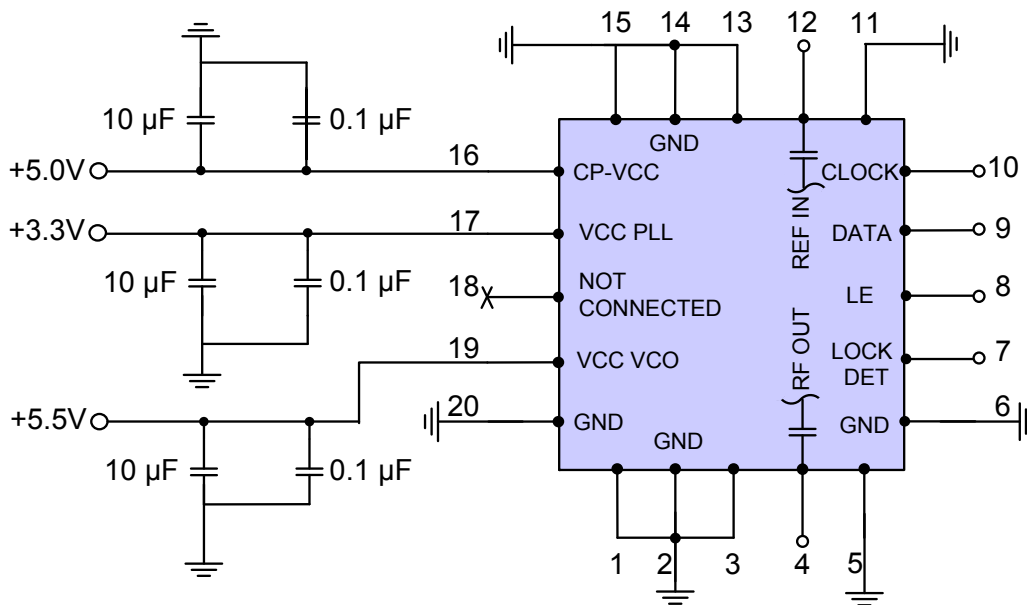 15 14 13 12 11
10 µF 0.1 µF
GND
+5.0V 16 CP-VCC CLOCK 10
REF IN
+3.3V 17 VCC PLL DATA 9
10 µF 0.1 µF
18 NOT
CONNECTED
LE 8
19 VCC VCO
RF OUT
LOCK
DET
7
+5.5V 20 GND GND 6
GND
10 µF 0.1 µF
1 2 3 4 5